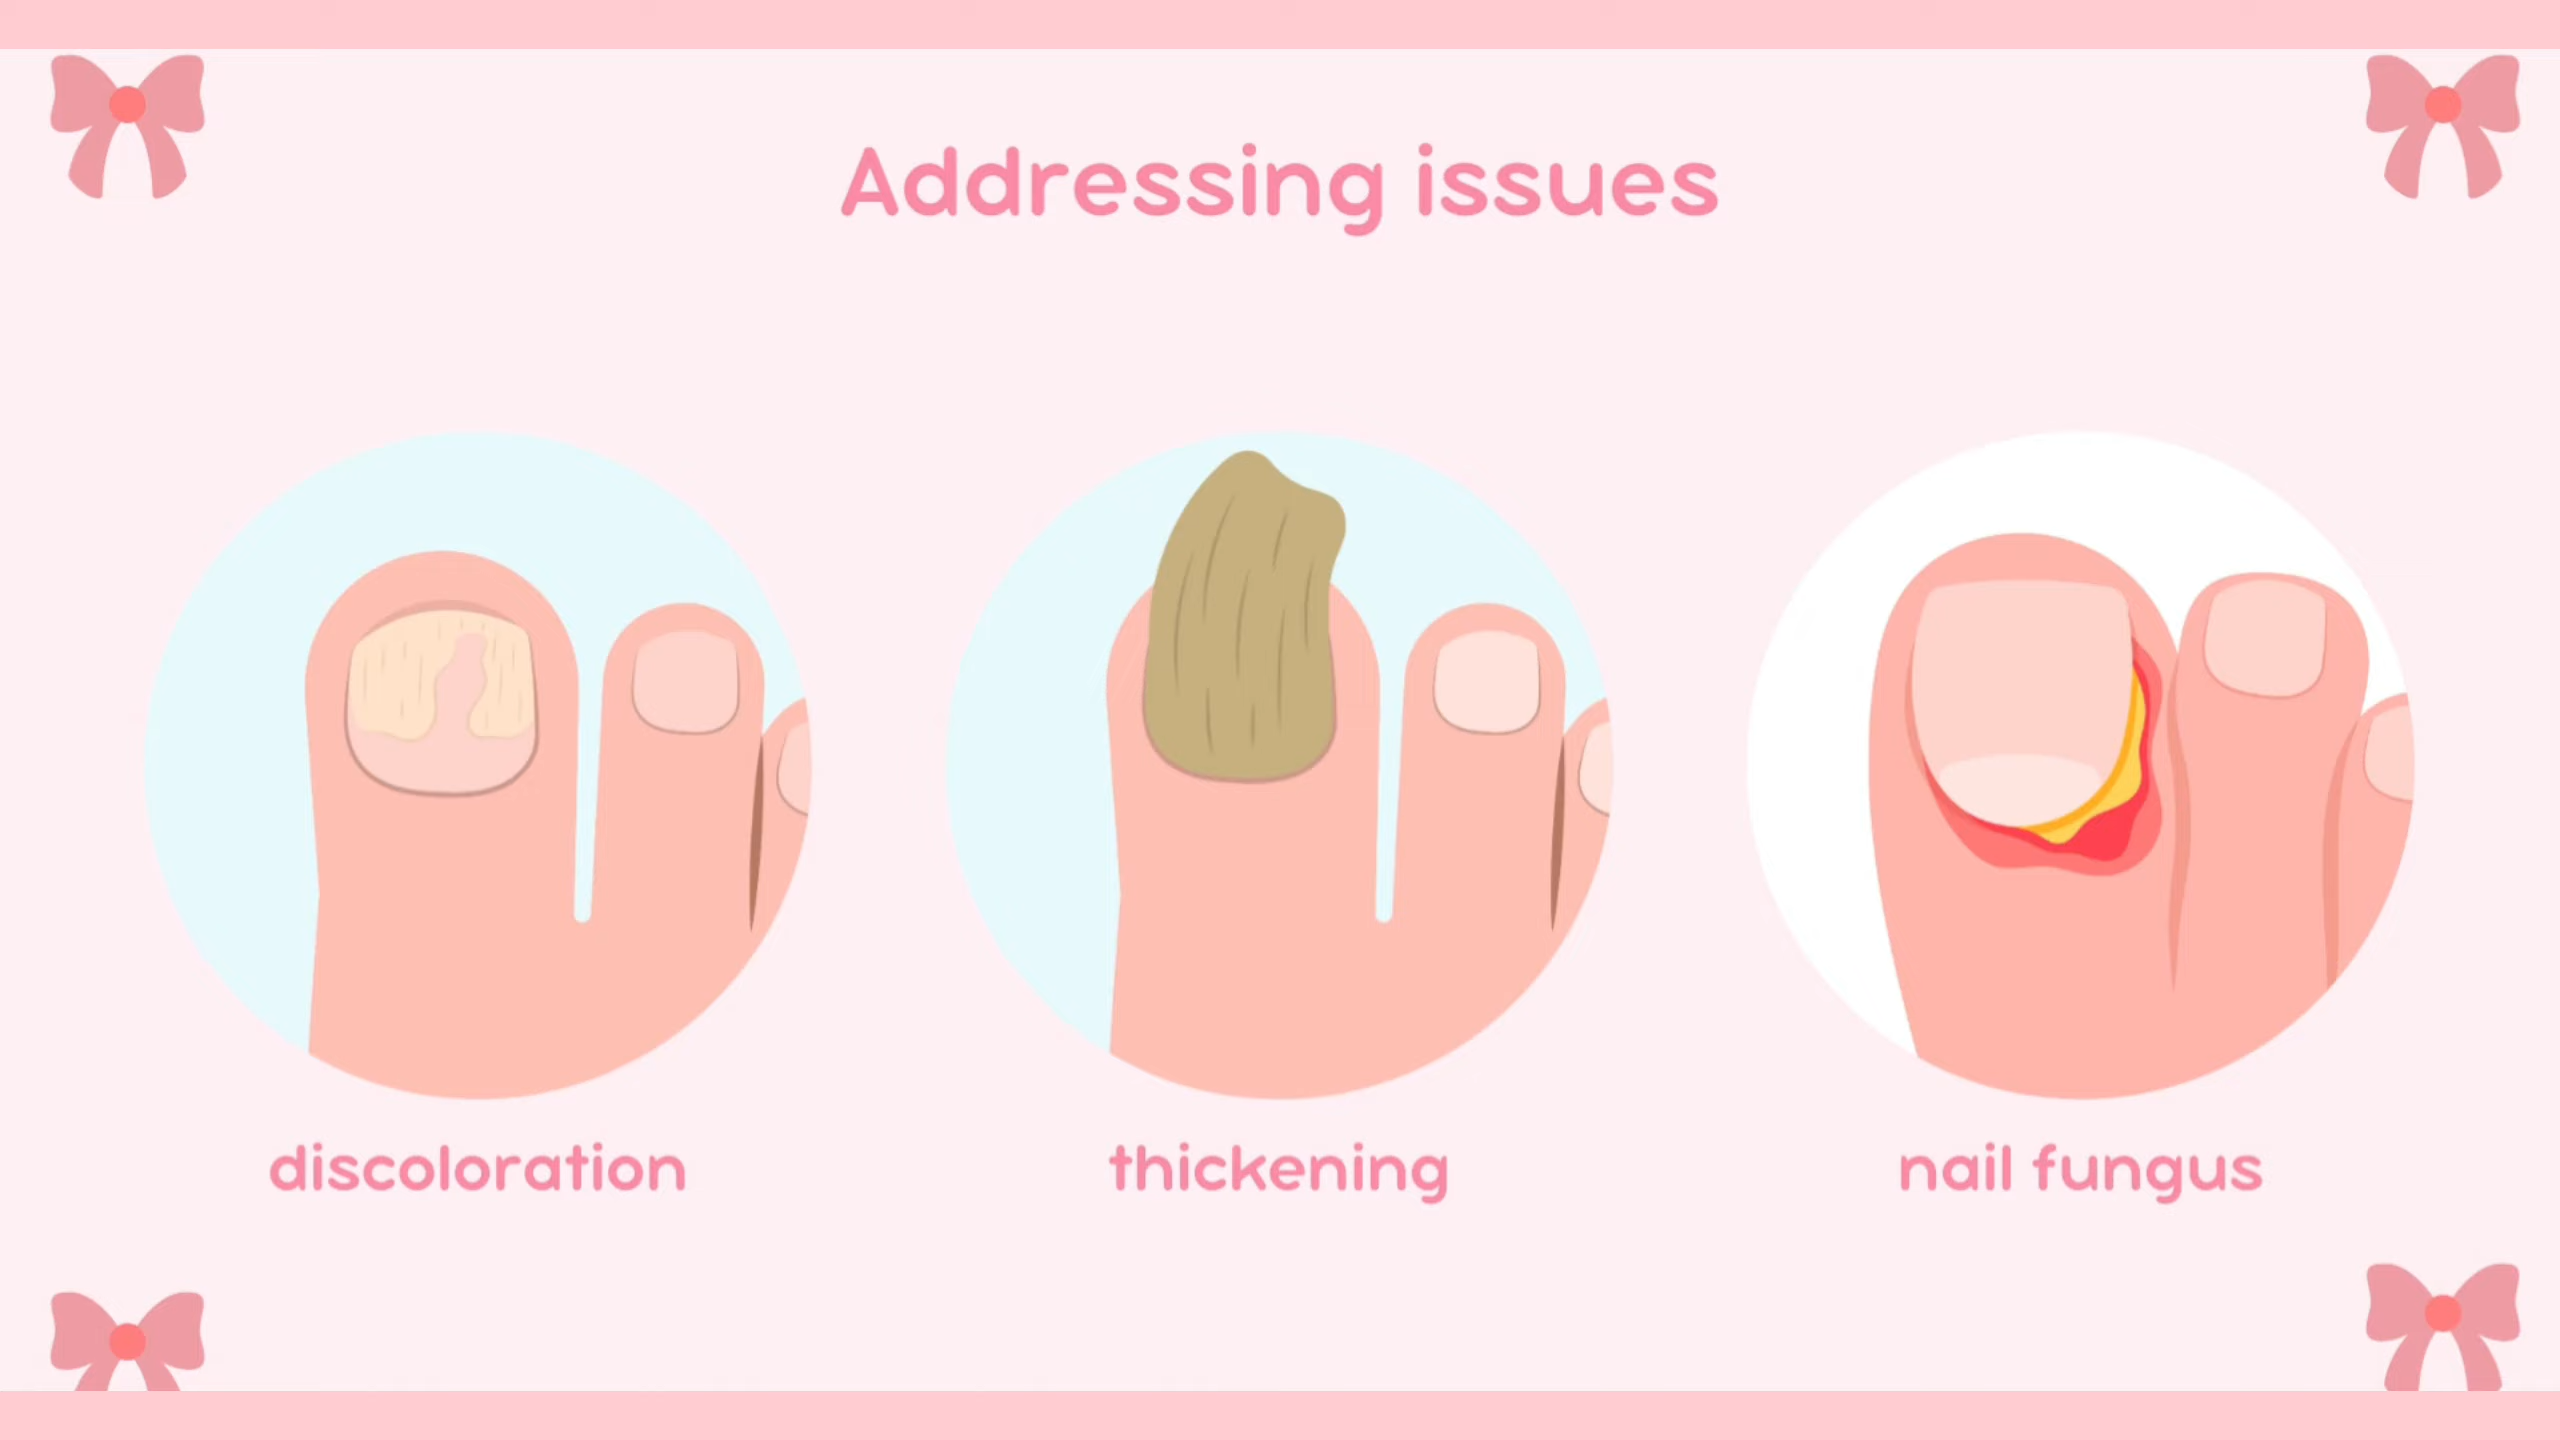 Addressing issues
discoloration
thickening
nail fungus